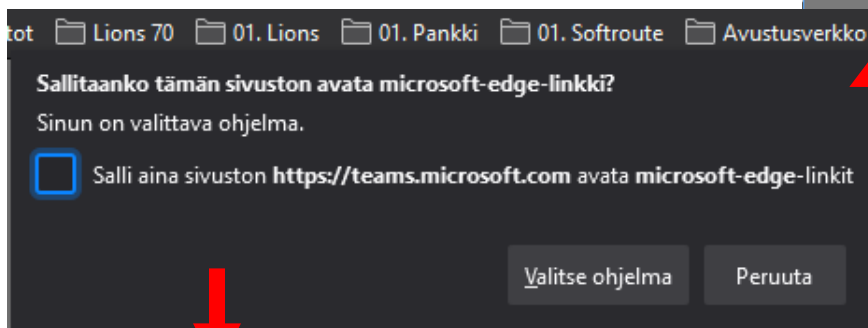 tot Lions 70 01. Lions 01. Pankki 01. Softroute Avustusverkko
Sallitaanko tämän sivuston avata microsoft-edge-linkki?
Sinun on valittava ohjelma.
Salli aina sivuston https://teams.microsoft.com avata microsoft-edge-linkit
Valitse ohjelma Peruuta